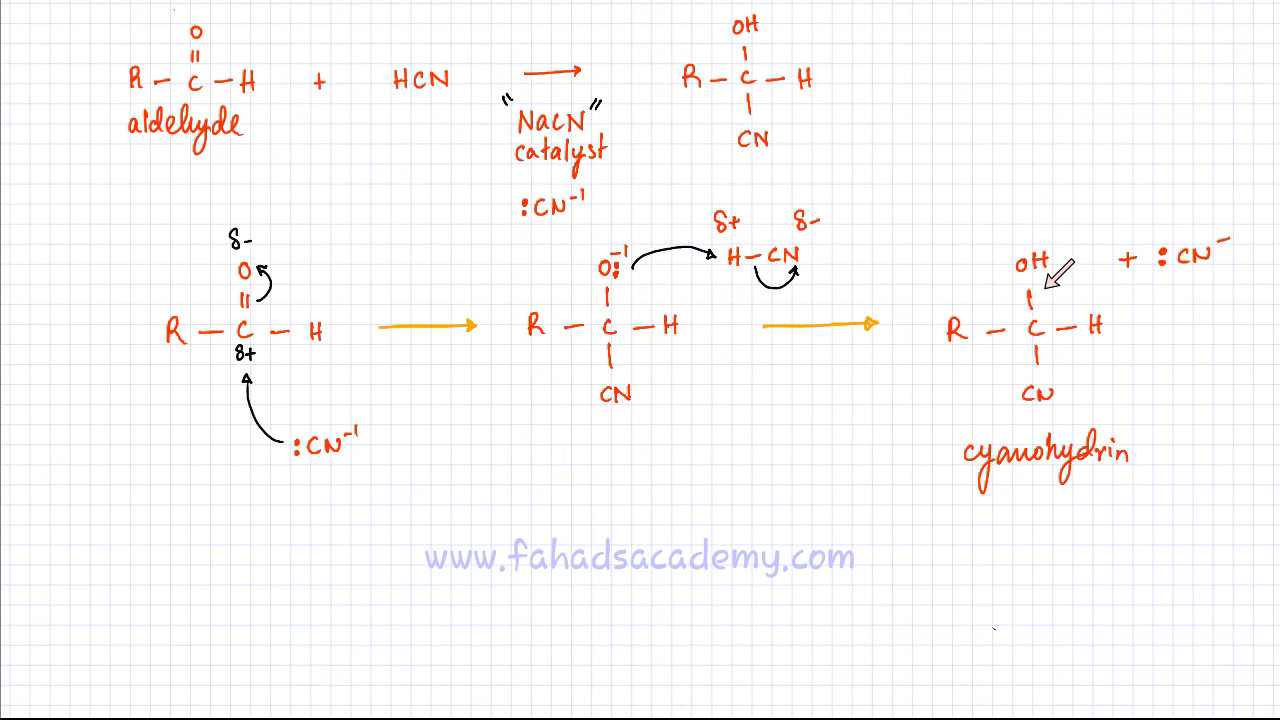 O
||
R – C – H + HCN → 
OH
|
R – C – H
|
CN
aldehyde
" NaCN "
catalyst
:CN⁻¹
δ-
O
||
R – C – H
δ+
:CN⁻¹
O:⁻¹
|
R – C – H
|
CN
δ+ δ-
H – CN
OH + :CN⁻
|
R – C – H
|
CN
cyanohydrin
www.fahadsacademy.com